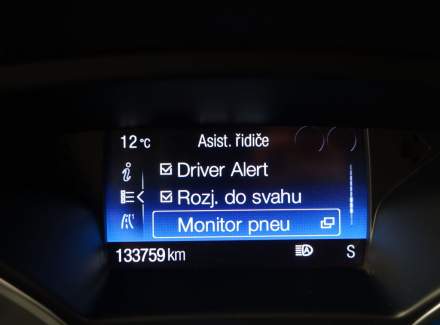 12 °C Asist. řidiče
Driver Alert
Rozj. do svahu
Monitor pneu
133759 km S